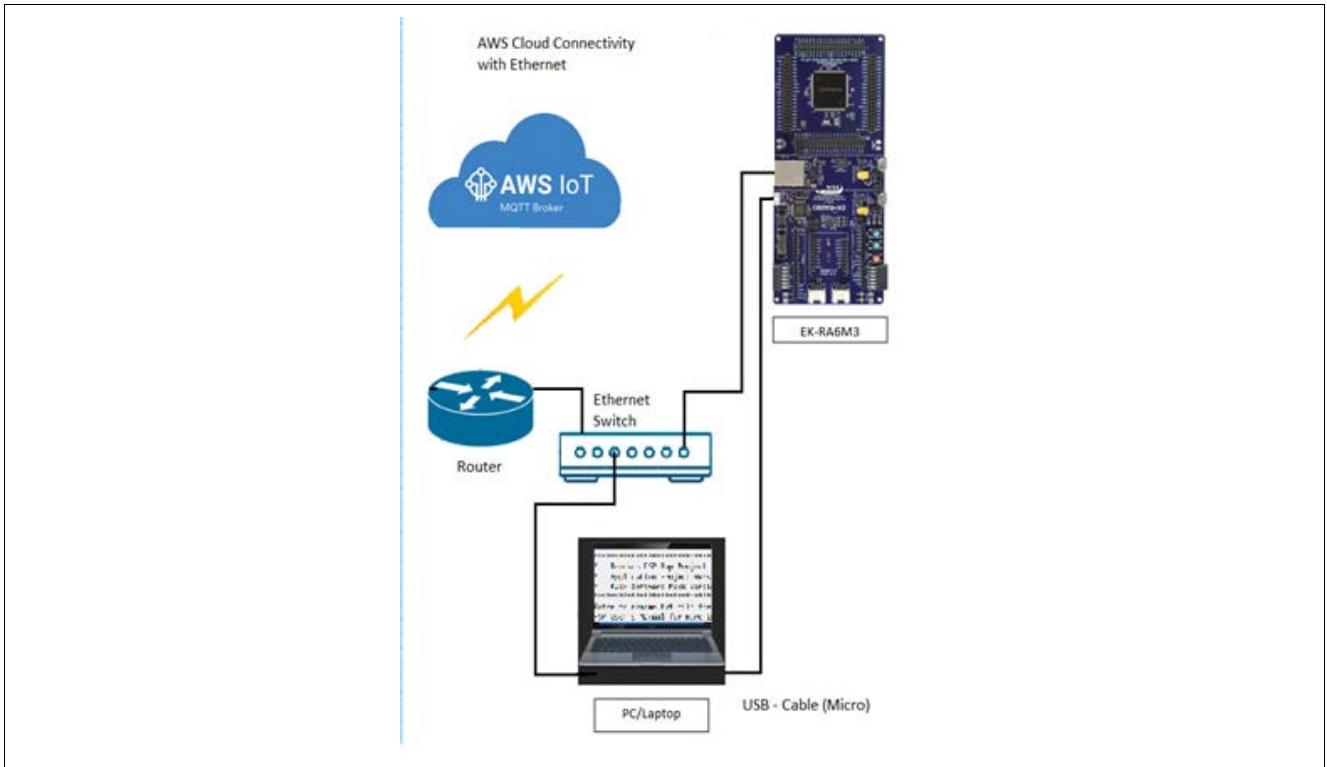 AWS Cloud Connectivity
with Ethernet
AWS IoT
MQTT Broker
EK-RA6M3
Ethernet
Switch
Router
PC/Laptop
USB - Cable (Micro)